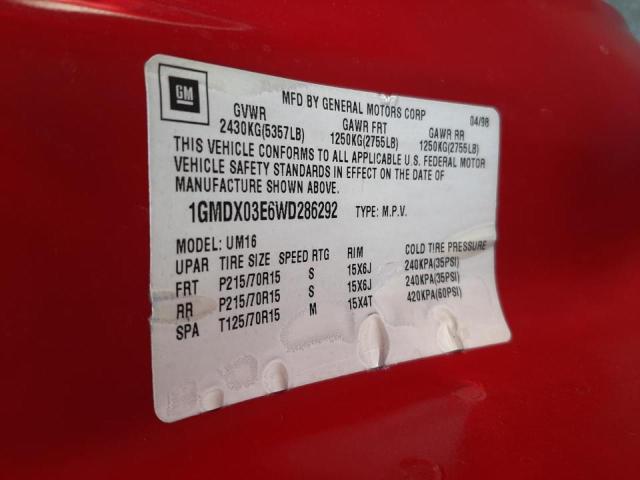 GM
MFD BY GENERAL MOTORS CORP 04/98
GVWR GAWR FRT GAWR RR
2430KG(5357LB) 1250KG(2755LB) 1250KG(2755LB)
THIS VEHICLE CONFORMS TO ALL APPLICABLE U.S. FEDERAL MOTOR
VEHICLE SAFETY STANDARDS IN EFFECT ON THE DATE OF
MANUFACTURE SHOWN ABOVE.
1GMDX03E6WD286292 TYPE: M.P.V.
MODEL: UM16
UPAR TIRE SIZE SPEED RTG RIM COLD TIRE PRESSURE
FRT P215/70R15 S 15X6J 240KPA(35PSI)
RR P215/70R15 S 15X6J 240KPA(35PSI)
SPA T125/70R15 M 15X4T 420KPA(60PSI)